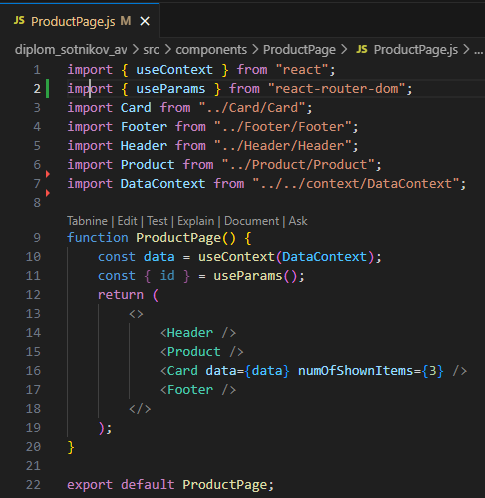 JS ProductPage.js M ×
diplom_sotnikov_av > src > components > ProductPage > JS ProductPage.js > ...
1 import { useContext } from "react";
2 import { useParams } from "react-router-dom";
3 import Card from "../Card/Card";
4 import Footer from "../Footer/Footer";
5 import Header from "../Header/Header";
6 import Product from "../Product/Product";
7 import DataContext from "../../context/DataContext";
8
Tabnine | Edit | Test | Explain | Document | Ask
9 function ProductPage() {
10     const data = useContext(DataContext);
11     const { id } = useParams();
12     return (
13         <>
14             <Header />
15             <Product />
16             <Card data={data} numOfShownItems={3} />
17             <Footer />
18         </>
19     );
20 }
21
22 export default ProductPage;